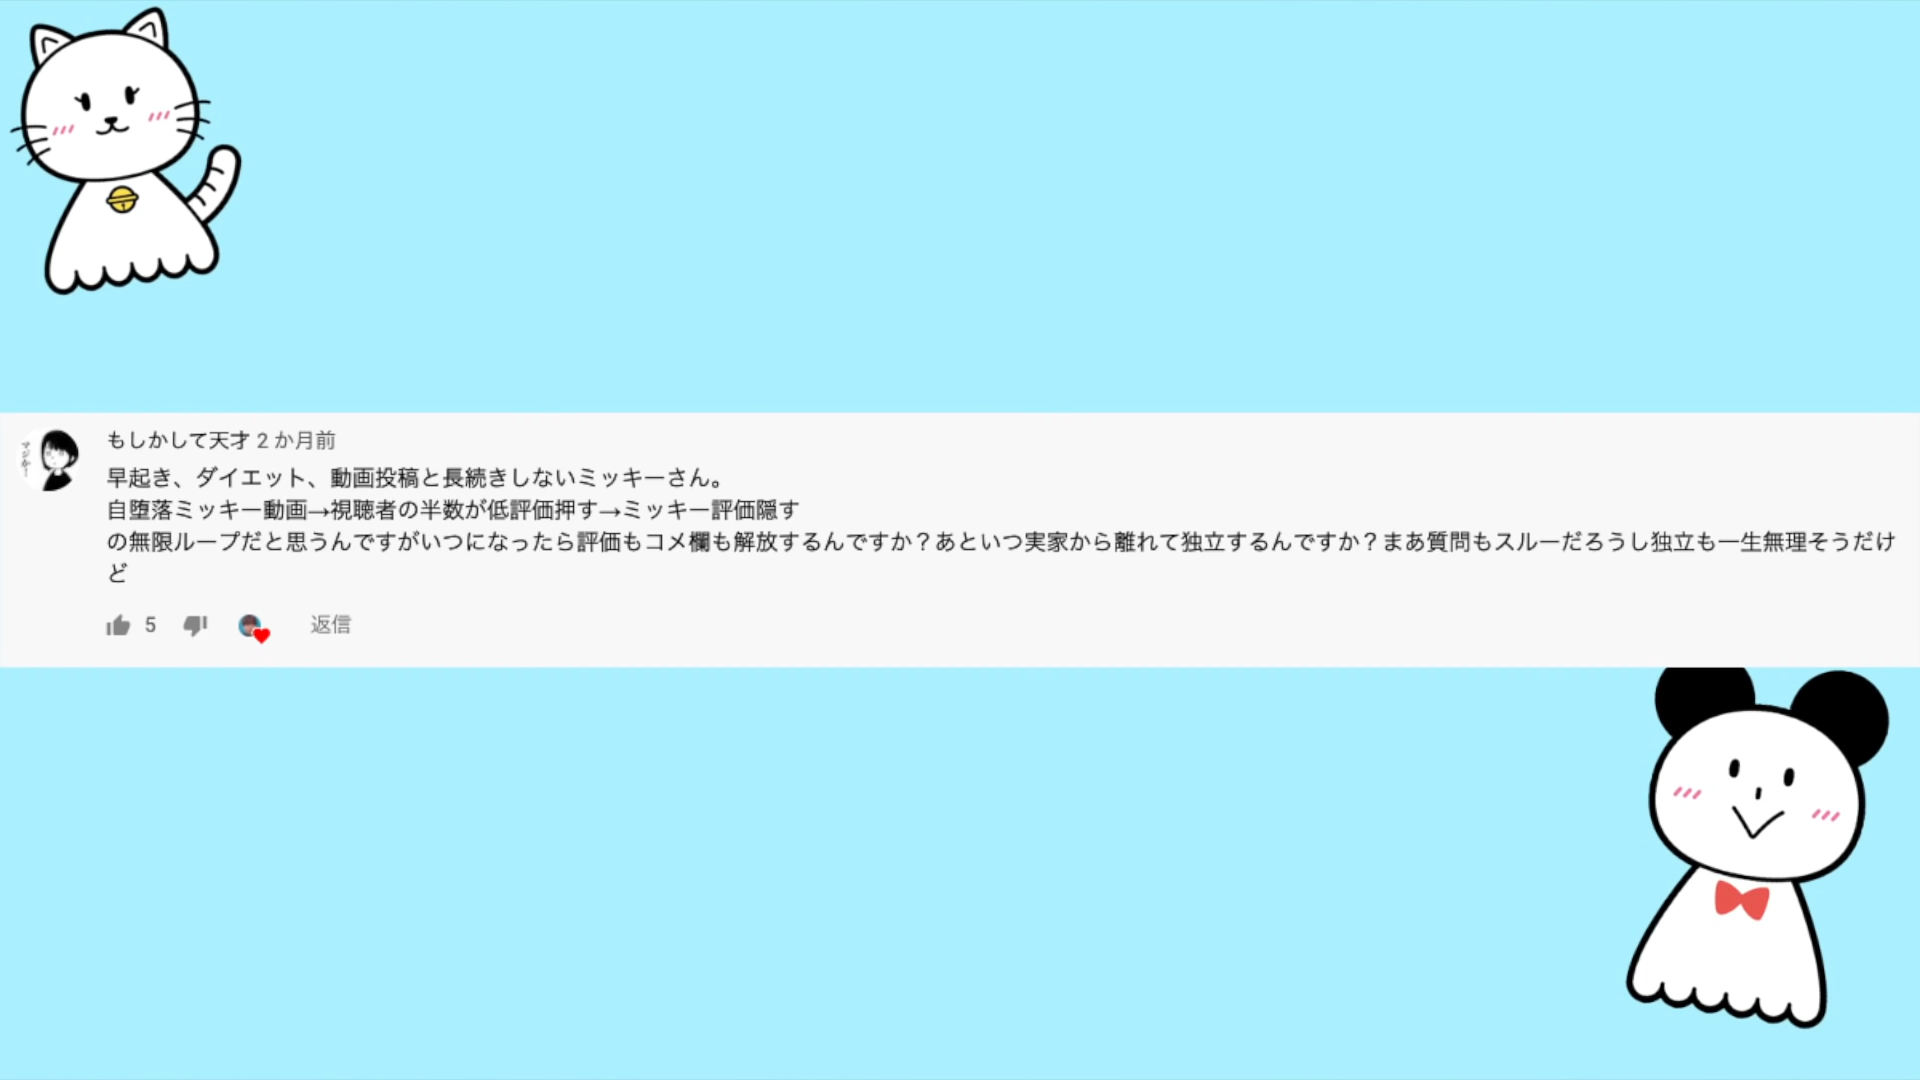 もしかして天才 2 か月前
マジか!
早起き、ダイエット、動画投稿と長続きしないミッキーさん。
自堕落ミッキー動画→視聴者の半数が低評価押す→ミッキー評価隠す
の無限ループだと思うんですがいつになったら評価もコメ欄も解放するんですか？あといつ実家から離れて独立するんですか？まあ質問もスルーだろうし独立も一生無理そうだけ
ど
5
返信